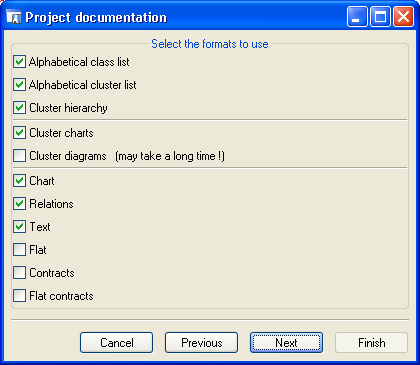 Project documentation
Select the formats to use
Alphabetical class list
Alphabetical cluster list
Cluster hierarchy
Cluster charts
Cluster diagrams (may take a long time !)
Chart
Relations
Text
Flat
Contracts
Flat contracts
Cancel Previous Next Finish